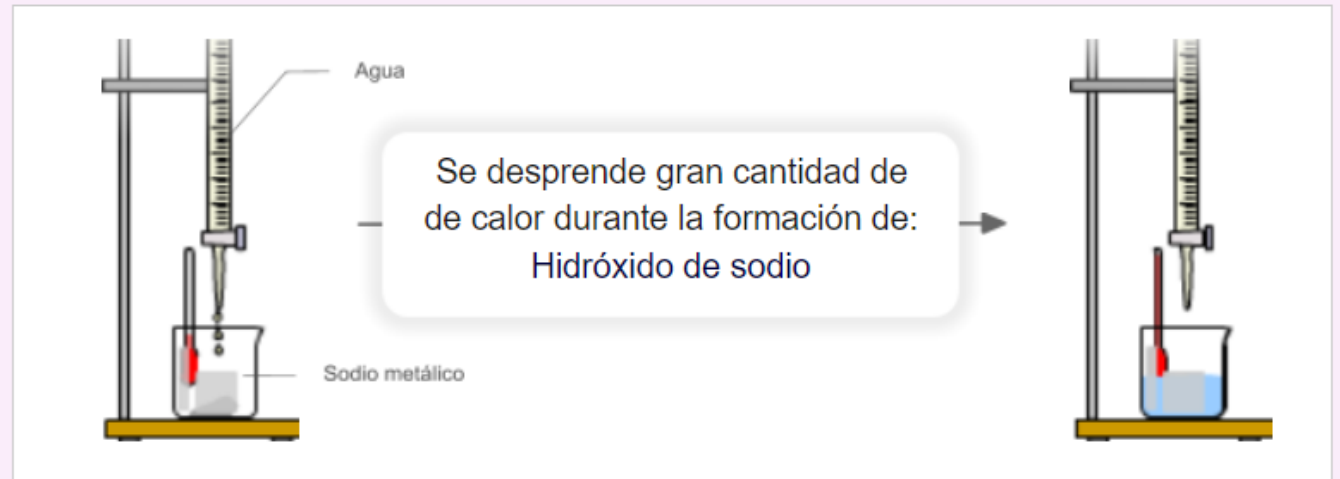 Agua
Se desprende gran cantidad de
de calor durante la formación de:
Hidróxido de sodio
Sodio metálico